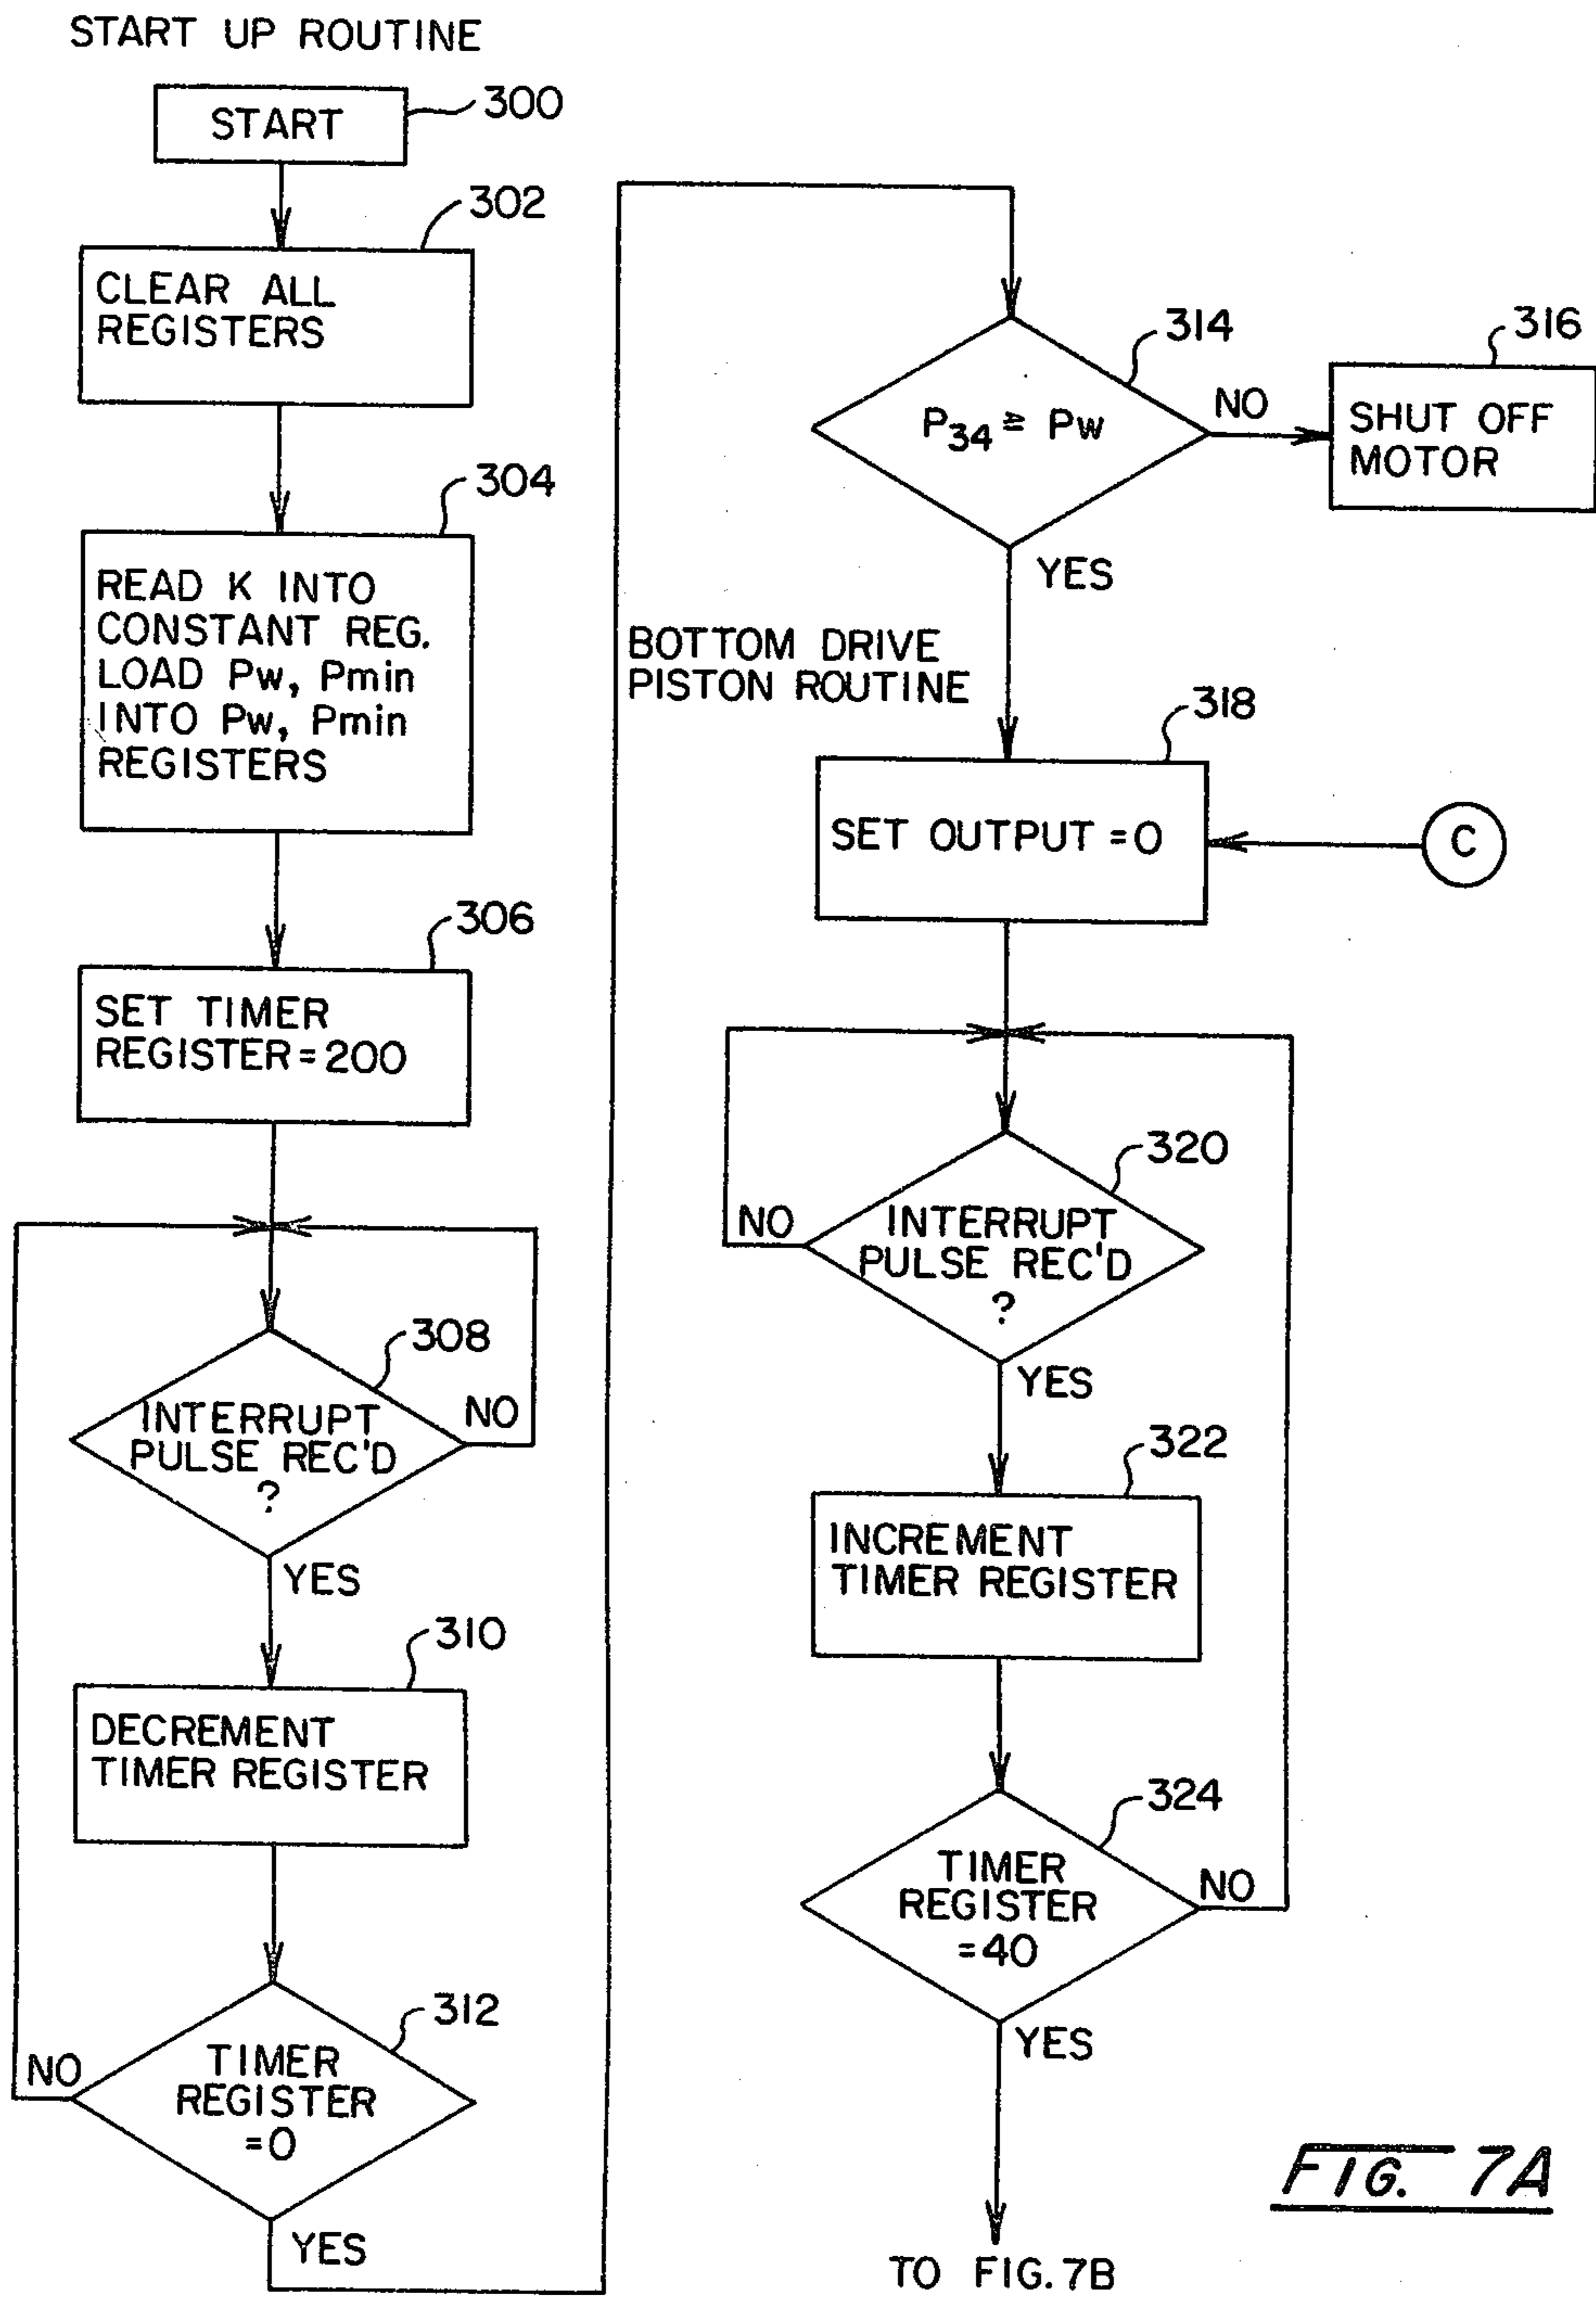 START UP ROUTINE
START
300
302
CLEAR ALL
REGISTERS
304
READ K INTO
CONSTANT REG.
LOAD Pw, Pmin
INTO Pw, Pmin
REGISTERS
306
SET TIMER
REGISTER=200
308
INTERRUPT
PULSE REC'D
?
NO
YES
310
DECREMENT
TIMER REGISTER
312
TIMER
REGISTER
=0
NO
YES
314
P34 ≥ Pw
NO
YES
316
SHUT OFF
MOTOR
BOTTOM DRIVE
PISTON ROUTINE
318
SET OUTPUT =0
C
320
INTERRUPT
PULSE REC'D
?
NO
YES
322
INCREMENT
TIMER REGISTER
324
TIMER
REGISTER
=40
NO
YES
TO FIG.7B
FIG. 7A